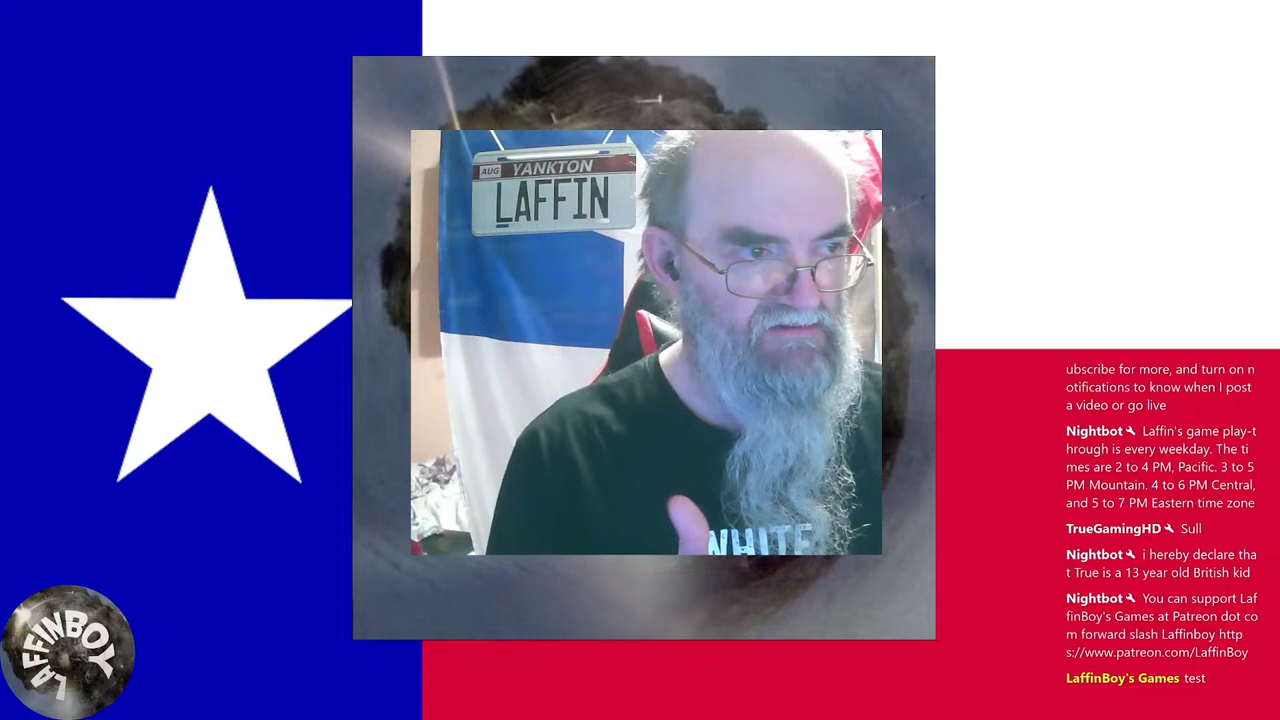 AUG YANKTON
LAFFIN
WHITE
ubscribe for more, and turn on n
otifications to know when I post
a video or go live
Nightbot Laffin's game play-t
hrough is every weekday. The ti
mes are 2 to 4 PM, Pacific. 3 to 5
PM Mountain. 4 to 6 PM Central,
and 5 to 7 PM Eastern time zone
TrueGamingHD Sull
Nightbot i hereby declare tha
t True is a 13 year old British kid
Nightbot You can support Laf
finBoy's Games at Patreon dot co
m forward slash Laffinboy http
s://www.patreon.com/LaffinBoy
LaffinBoy's Games test
LAFFINBOY